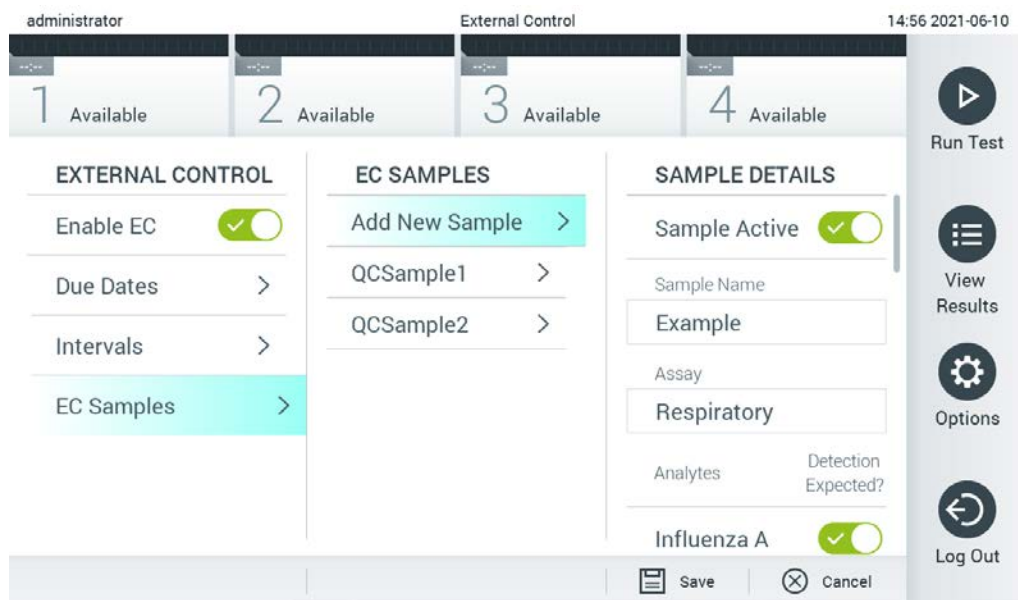 administrator
External Control
14:56 2021-06-10
--:--
--:--
--:--
--:--
1 Available
2 Available
3 Available
4 Available
Run Test
View
Results
Options
Log Out
EXTERNAL CONTROL
Enable EC
Due Dates
Intervals
EC Samples
EC SAMPLES
Add New Sample
QCSample1
QCSample2
SAMPLE DETAILS
Sample Active
Sample Name
Example
Assay
Respiratory
Analytes
Detection
Expected?
Influenza A
Save
Cancel